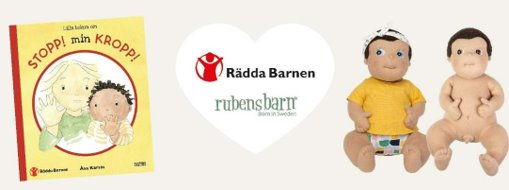 Lilla boken om
STOPP! min KROPP!
Rädda Barnen
Åsa Karsin
Rädda Barnen
rubensbarn
Born in Sweden